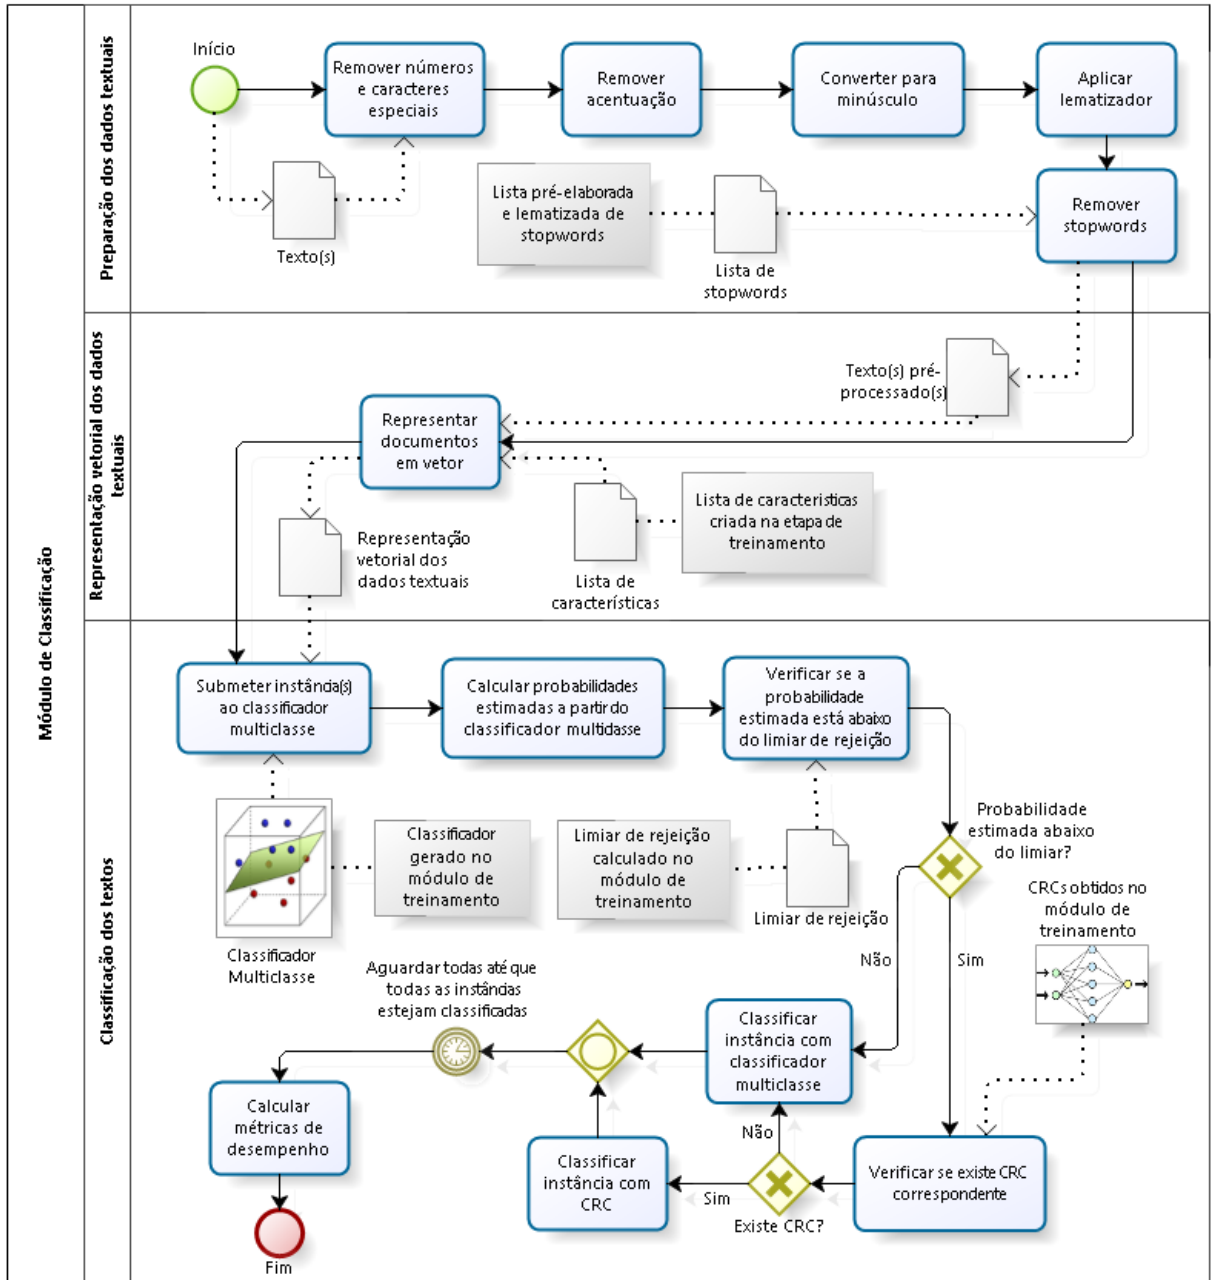 Módulo de Classificação
Preparação dos dados textuais
Início
Remover números
e caracteres
especiais
Remover
acentuação
Converter para
minúsculo
Aplicar
lematizador
Texto(s)
Lista pré-elaborada
e lematizada de
stopwords
Lista de
stopwords
Remover
stopwords
Representação vetorial dos dados
textuais
Texto(s) pré-
processado(s)
Representar
documentos
em vetor
Representação
vetorial dos
dados textuais
Lista de
características
Lista de caracteristicas
criada na etapa de
treinamento
Classificação dos textos
Submeter instância(s)
ao classificador
multiclasse
Calcular probabilidades
estimadas a partir do
classificador multiclasse
Verificar se a
probabilidade
estimada está abaixo
do limiar de rejeição
Classificador
Multiclasse
Classificador
gerado no
módulo de
treinamento
Limiar de rejeição
calculado no
módulo de
treinamento
Limiar de rejeição
Probabilidade
estimada abaixo
do limiar?
CRCs obtidos no
módulo de
treinamento
Não
Sim
Aguardar todas até que
todas as instâncias
estejam classificadas
Classificar
instância com
classificador
multiclasse
Calcular
métricas de
desempenho
Não
Classificar
instância com
CRC
Sim
Existe CRC?
Verificar se existe CRC
correspondente
Fim